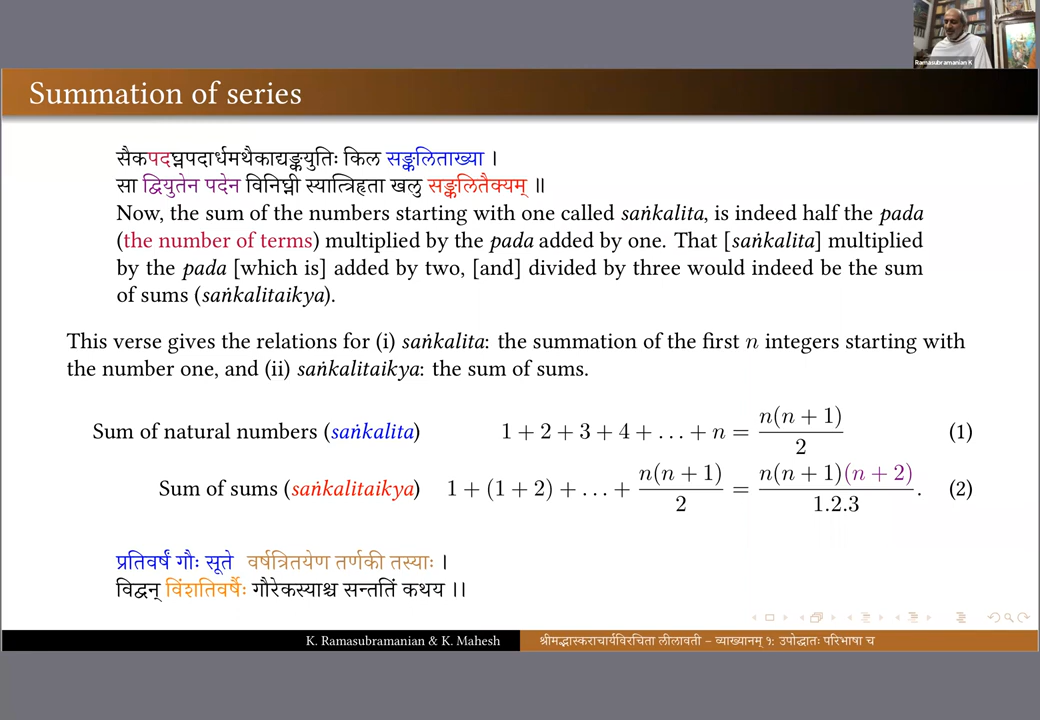 Ramasubramanian K
Summation of series
सैकपदघ्नपदार्धमथैकाद्यङ्कयुतिः किल सङ्कलिताख्या ।
सा द्वियुतेन पदेन विनिघ्नी स्यात्त्रिहृता खलु सङ्कलितैक्यम् ॥
Now, the sum of the numbers starting with one called saṅkalita, is indeed half the pada
(the number of terms) multiplied by the pada added by one. That [saṅkalita] multiplied
by the pada [which is] added by two, [and] divided by three would indeed be the sum
of sums (saṅkalitaikya).
This verse gives the relations for (i) saṅkalita: the summation of the first n integers starting with
the number one, and (ii) saṅkalitaikya: the sum of sums.
Sum of natural numbers (saṅkalita) 1 + 2 + 3 + 4 + . . . + n = n(n + 1)/2 (1)
Sum of sums (saṅkalitaikya) 1 + (1 + 2) + . . . + n(n + 1)/2 = n(n + 1)(n + 2)/1.2.3 . (2)
प्रतिवर्षं गौः सूते वर्षत्रितयेण तर्णकी तस्याः ।
विद्वन् विंशतिवर्षैः गौरेकस्याश्च सन्ततिं कथय ।।
K. Ramasubramanian & K. Mahesh श्रीमद्भास्कराचार्यविरचिता लीलावती – व्याख्यानम् १: उपोद्घातः परिभाषा च